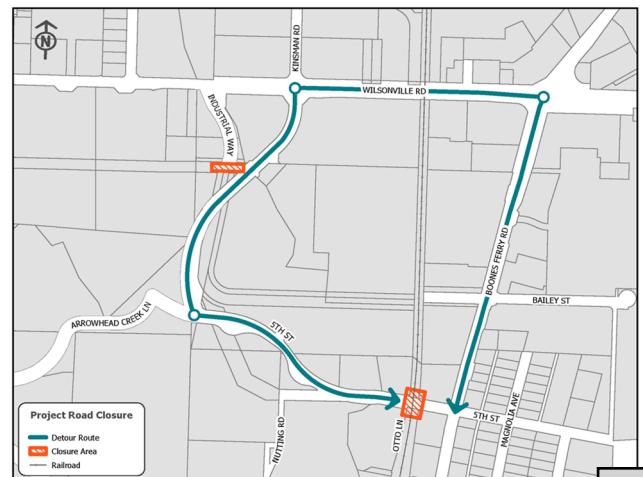 N
KINSMAN RD
WILSONVILLE RD
INDUSTRIAL WAY
BOONES FERRY RD
BAILEY ST
ARROWHEAD CREEK LN
5TH ST
5TH ST
MAGNOLIA AVE
NUTTING RD
OTTO LN
Project Road Closure
Detour Route
Closure Area
Railroad